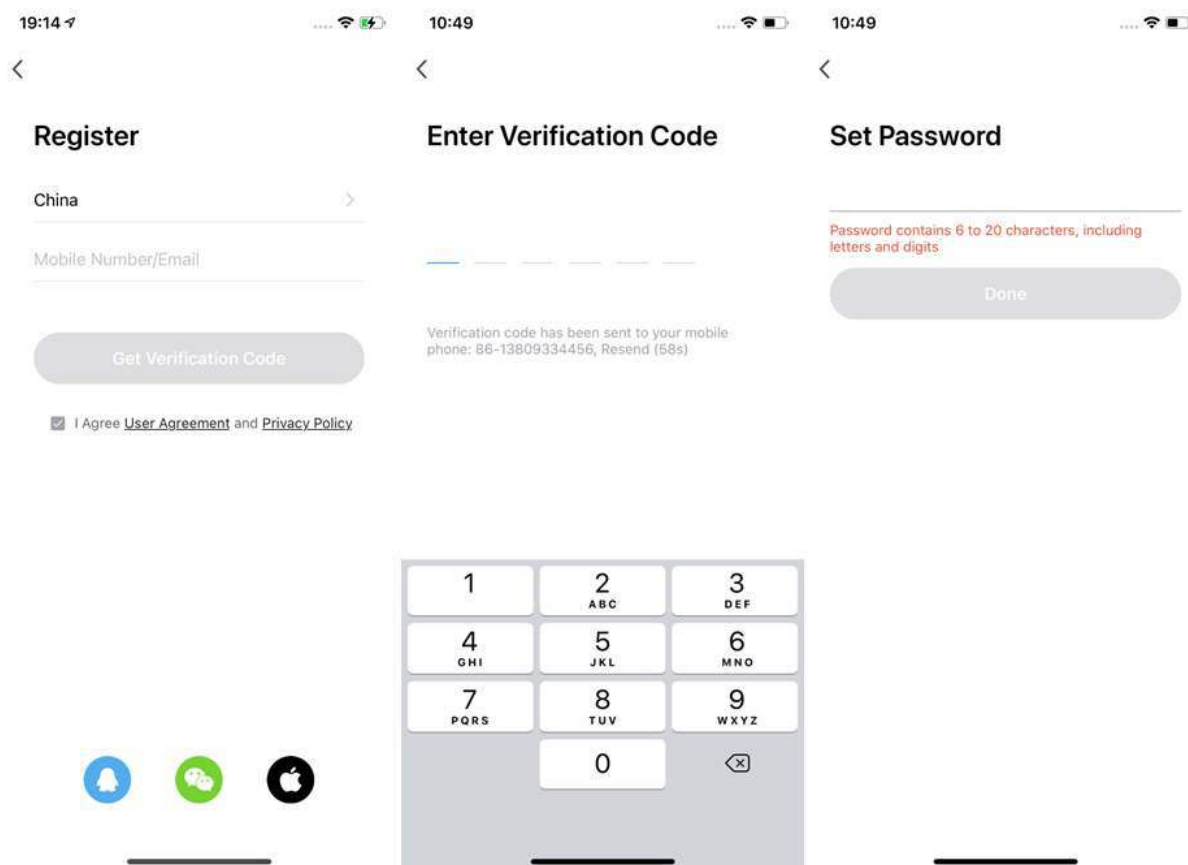 19:14
Register
China
Mobile Number/Email
Get Verification Code
I Agree User Agreement and Privacy Policy
10:49
Enter Verification Code
Verification code has been sent to your mobile
phone: 86-13809334456, Resend (58s)
1
2
ABC
3
DEF
4
GHI
5
JKL
6
MNO
7
PQRS
8
TUV
9
WXYZ
0
10:49
Set Password
Password contains 6 to 20 characters, including
letters and digits
Done